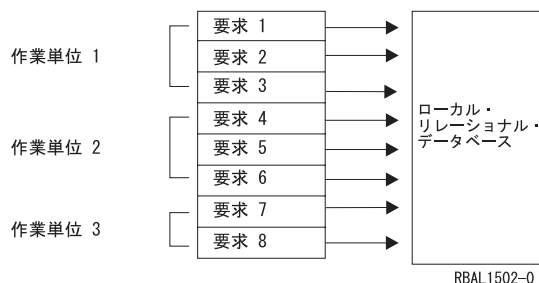 作業単位 1
要求 1
要求 2
要求 3
作業単位 2
要求 4
要求 5
要求 6
作業単位 3
要求 7
要求 8
ローカル・
リレーショナル・
データベース
RBAL1502-0